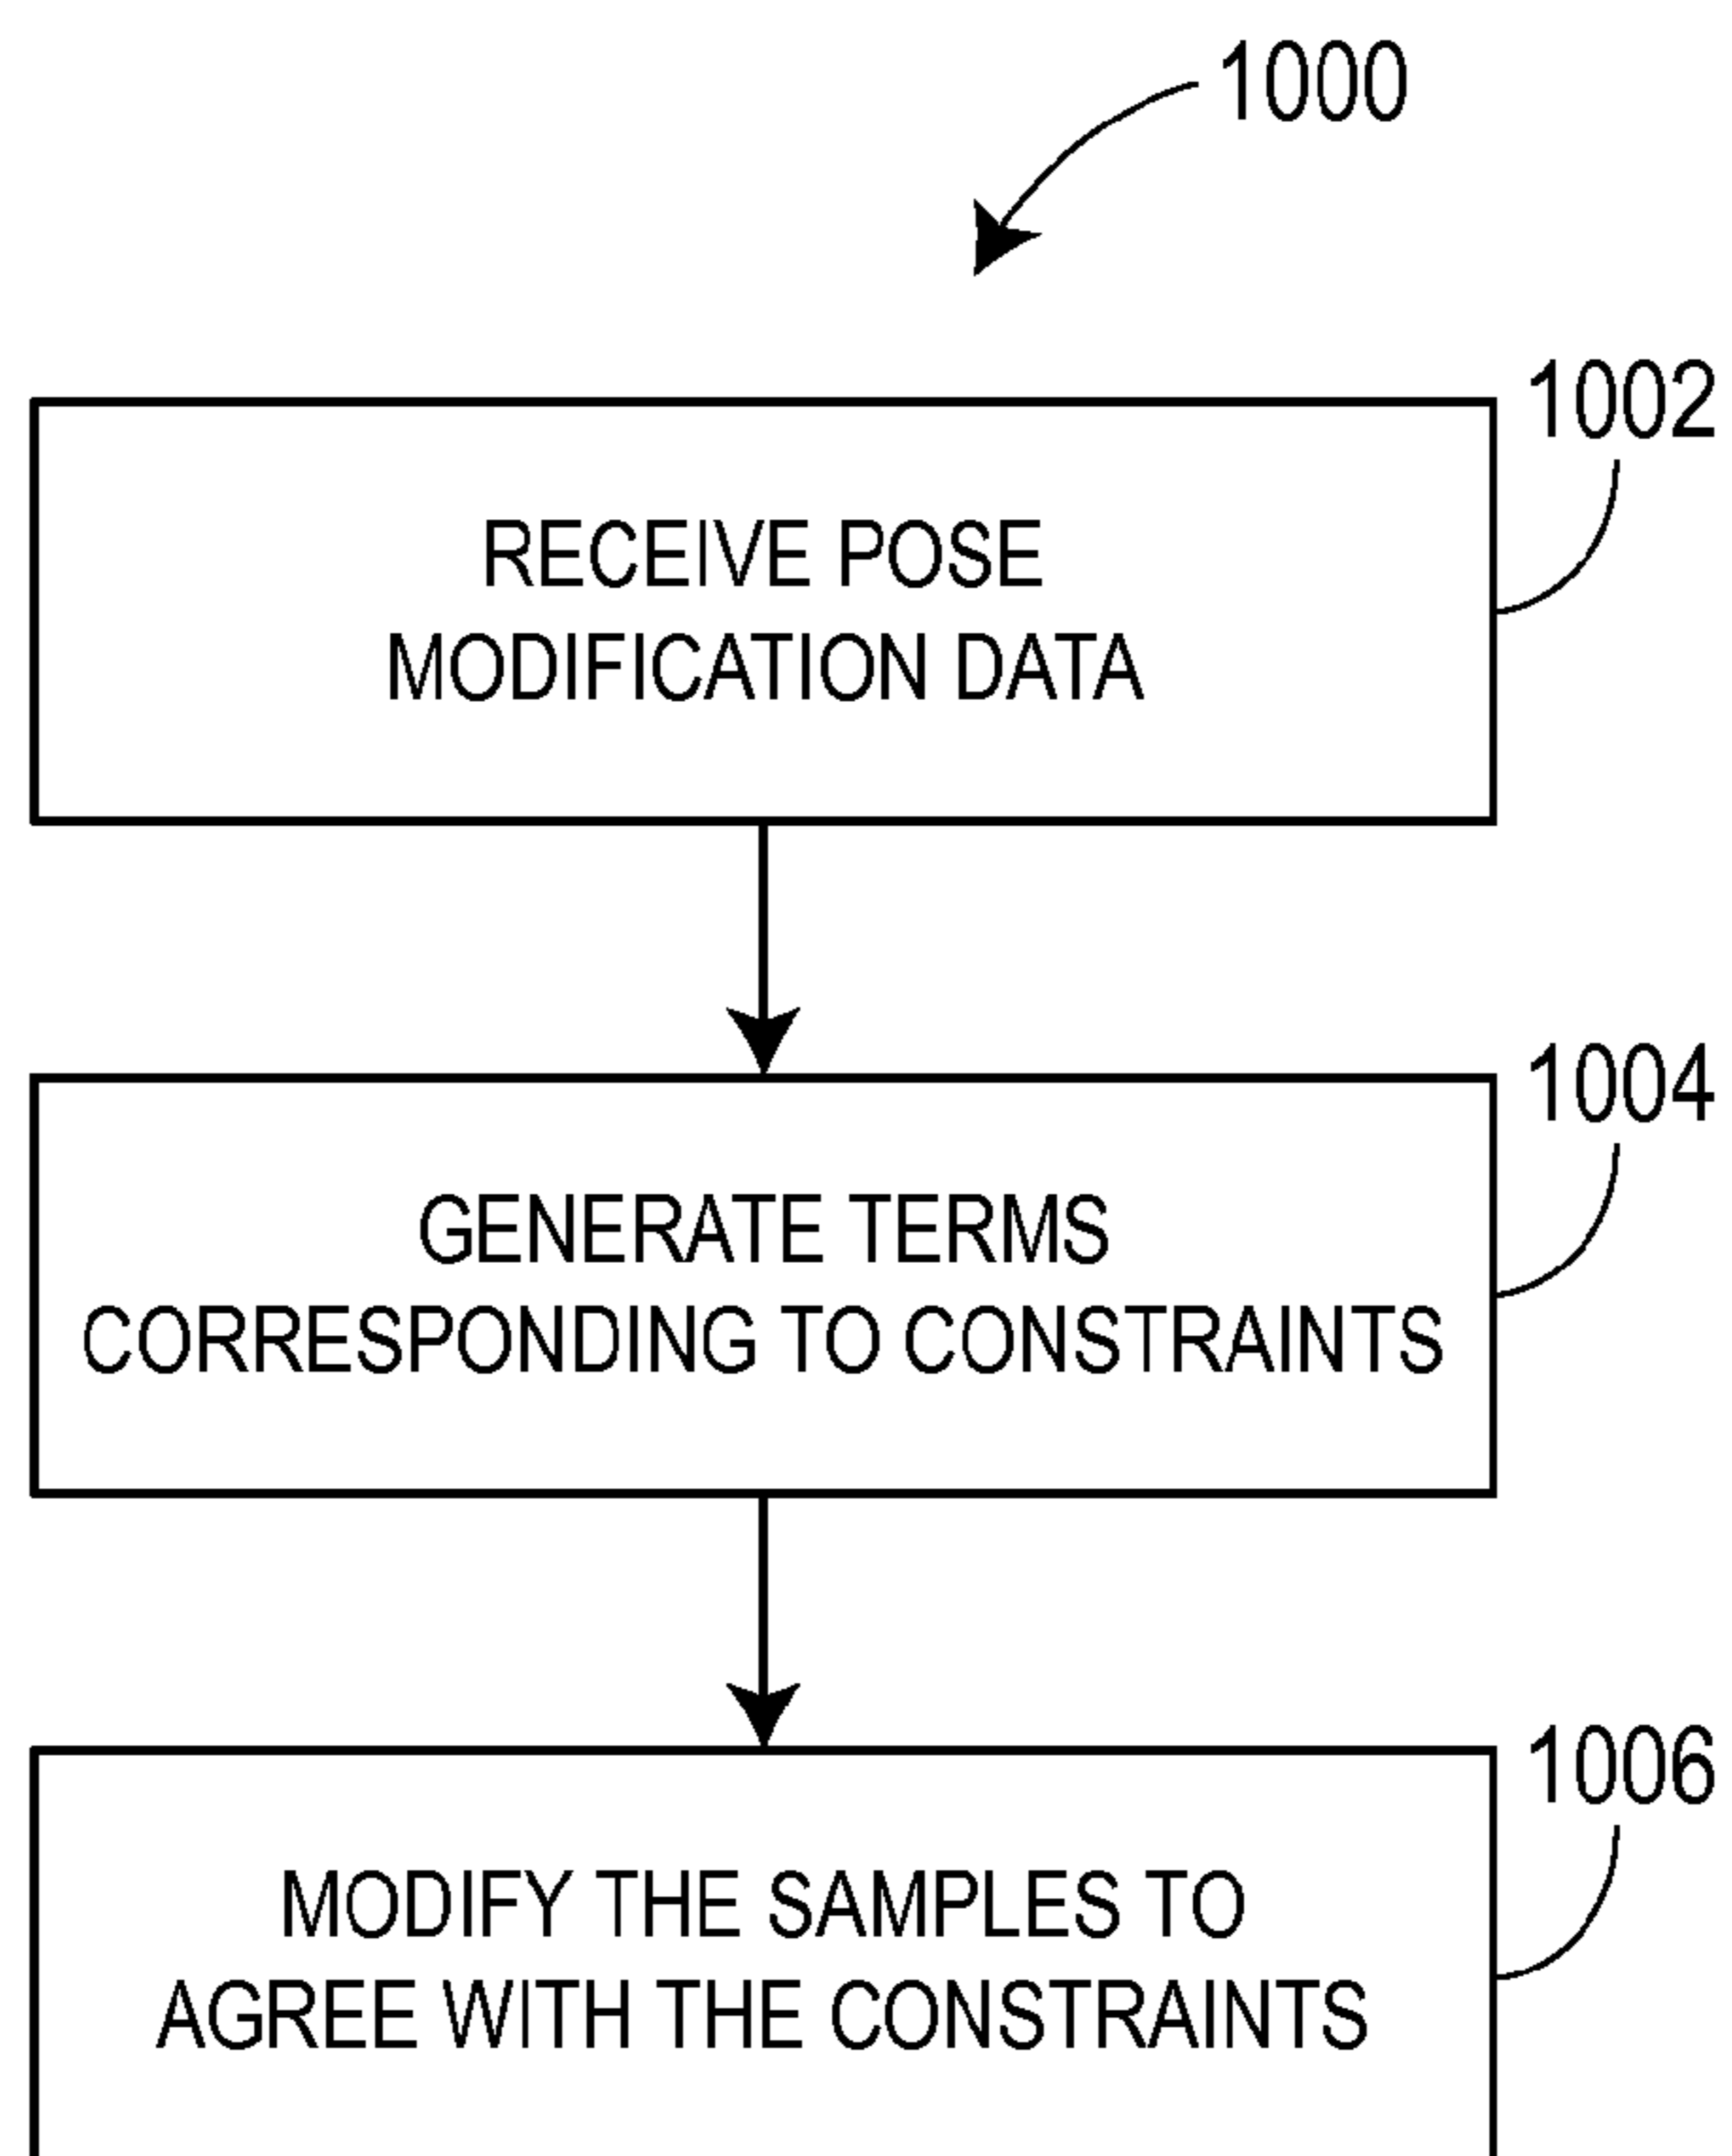 1000
1002
RECEIVE POSE
MODIFICATION DATA
1004
GENERATE TERMS
CORRESPONDING TO CONSTRAINTS
1006
MODIFY THE SAMPLES TO
AGREE WITH THE CONSTRAINTS